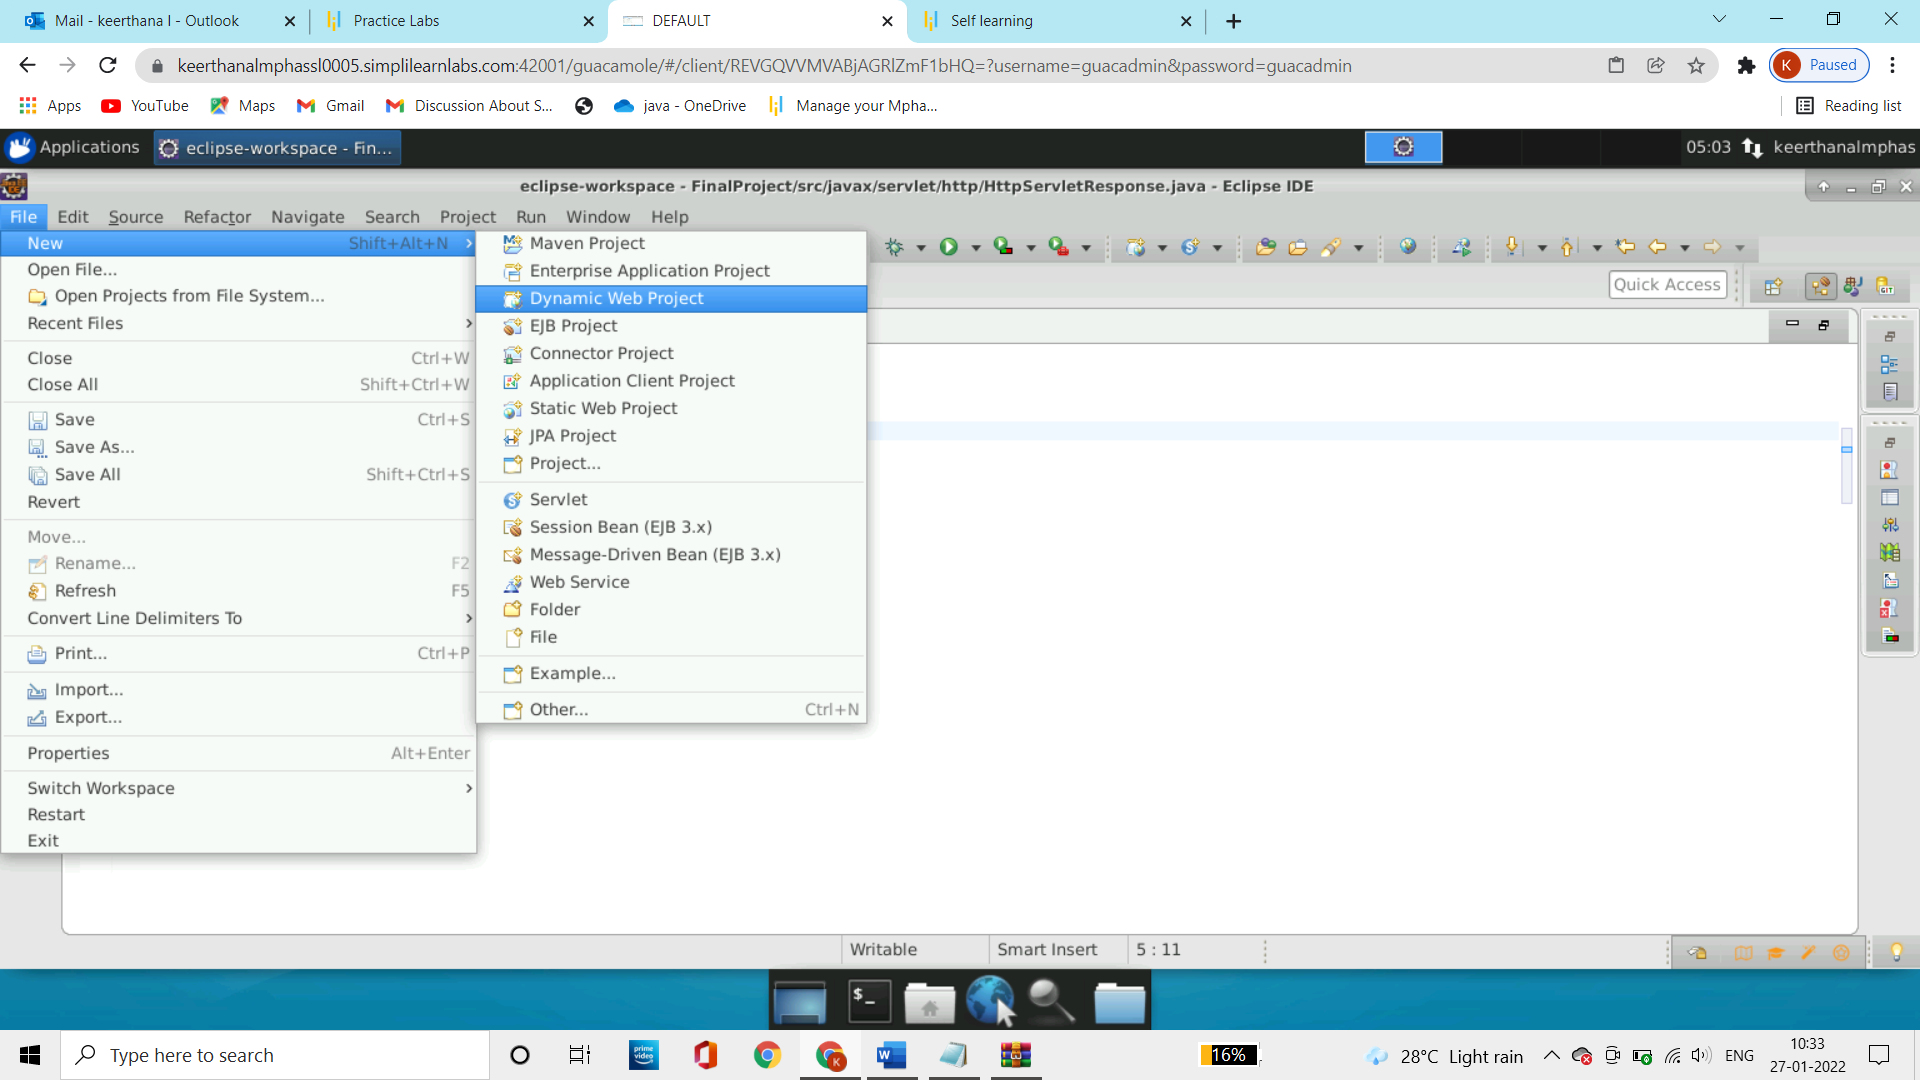 Mail - keerthana l - Outlook
Practice Labs
DEFAULT
Self learning
keerthanalmphassl0005.simplilearnlabs.com:42001/guacamole/#/client/REVGQVVMVABjAGRlZmF1bHQ=?username=guacadmin&password=guacadmin
K Paused
Apps YouTube Maps Gmail Discussion About S... java - OneDrive Manage your Mpha... Reading list
Applications eclipse-workspace - Fin... 05:03 keerthanalmphas
eclipse-workspace - FinalProject/src/javax/servlet/http/HttpServletResponse.java - Eclipse IDE
File Edit Source Refactor Navigate Search Project Run Window Help
Quick Access
New Shift+Alt+N
Open File...
Open Projects from File System...
Recent Files
Close Ctrl+W
Close All Shift+Ctrl+W
Save Ctrl+S
Save As...
Save All Shift+Ctrl+S
Revert
Move...
Rename... F2
Refresh F5
Convert Line Delimiters To
Print... Ctrl+P
Import...
Export...
Properties Alt+Enter
Switch Workspace
Restart
Exit
Maven Project
Enterprise Application Project
Dynamic Web Project
EJB Project
Connector Project
Application Client Project
Static Web Project
JPA Project
Project...
Servlet
Session Bean (EJB 3.x)
Message-Driven Bean (EJB 3.x)
Web Service
Folder
File
Example...
Other... Ctrl+N
Writable Smart Insert 5 : 11
Type here to search
prime video
16%
28°C Light rain
ENG
10:33
27-01-2022